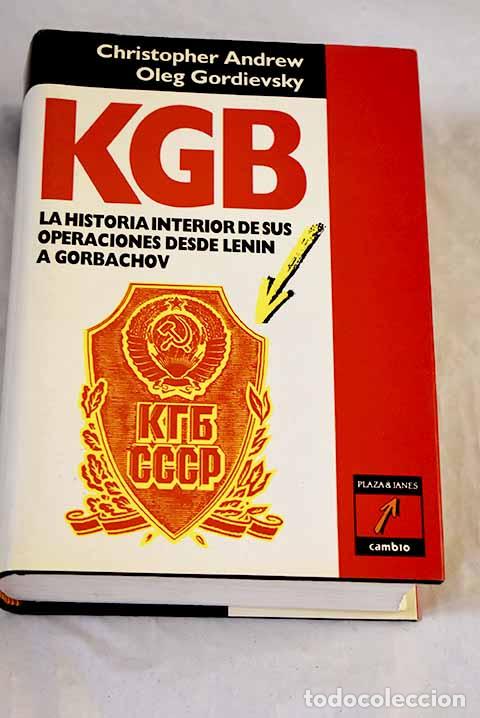 Christopher Andrew
Oleg Gordievsky
KGB
LA HISTORIA INTERIOR DE SUS
OPERACIONES DESDE LENIN
A GORBACHOV
КГБ
СССР
PLAZA & JANES
cambio
todocoleccion